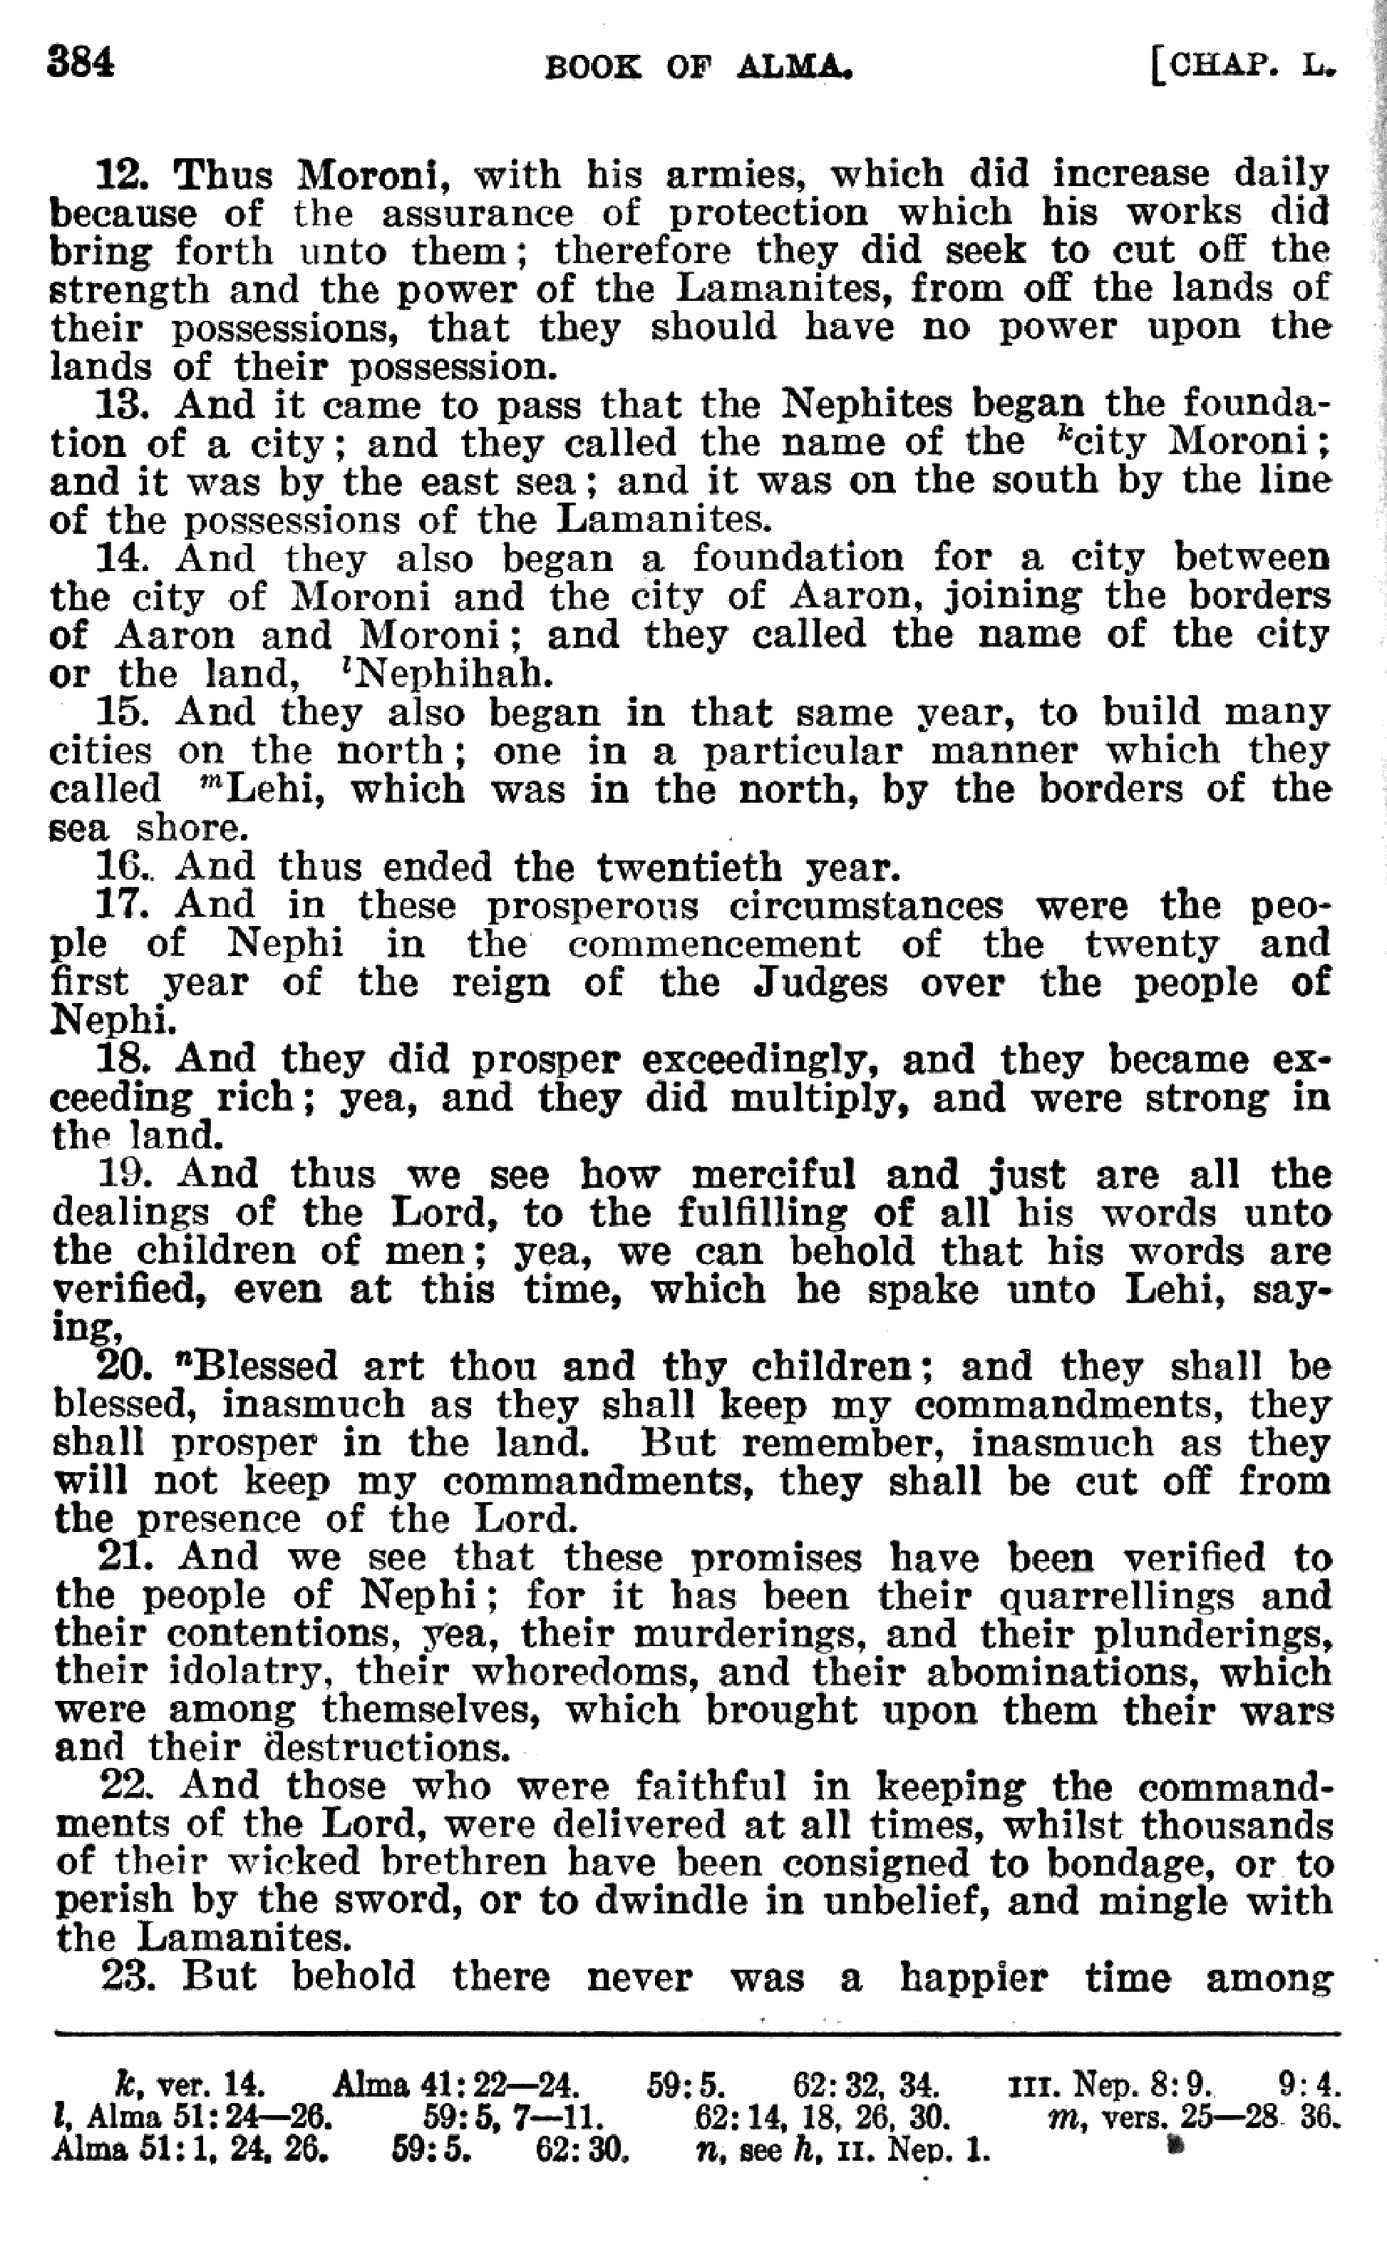 384 BOOK OF ALMA. [CHAP. L.
12. Thus Moroni, with his armies, which did increase daily
because of the assurance of protection which his works did
bring forth unto them; therefore they did seek to cut off the
strength and the power of the Lamanites, from off the lands of
their possessions, that they should have no power upon the
lands of their possession.
13. And it came to pass that the Nephites began the founda-
tion of a city; and they called the name of the kcity Moroni;
and it was by the east sea; and it was on the south by the line
of the possessions of the Lamanites.
14. And they also began a foundation for a city between
the city of Moroni and the city of Aaron, joining the borders
of Aaron and Moroni; and they called the name of the city
or the land, lNephihah.
15. And they also began in that same year, to build many
cities on the north; one in a particular manner which they
called mLehi, which was in the north, by the borders of the
sea shore.
16. And thus ended the twentieth year.
17. And in these prosperous circumstances were the peo-
ple of Nephi in the commencement of the twenty and
first year of the reign of the Judges over the people of
Nephi.
18. And they did prosper exceedingly, and they became ex-
ceeding rich; yea, and they did multiply, and were strong in
the land.
19. And thus we see how merciful and just are all the
dealings of the Lord, to the fulfilling of all his words unto
the children of men; yea, we can behold that his words are
verified, even at this time, which he spake unto Lehi, say-
ing,
20. nBlessed art thou and thy children; and they shall be
blessed, inasmuch as they shall keep my commandments, they
shall prosper in the land. But remember, inasmuch as they
will not keep my commandments, they shall be cut off from
the presence of the Lord.
21. And we see that these promises have been verified to
the people of Nephi; for it has been their quarrellings and
their contentions, yea, their murderings, and their plunderings,
their idolatry, their whoredoms, and their abominations, which
were among themselves, which brought upon them their wars
and their destructions.
22. And those who were faithful in keeping the command-
ments of the Lord, were delivered at all times, whilst thousands
of their wicked brethren have been consigned to bondage, or to
perish by the sword, or to dwindle in unbelief, and mingle with
the Lamanites.
23. But behold there never was a happier time among
k, ver. 14. Alma 41:22—24. 59:5. 62:32, 34. III. Nep. 8:9. 9:4.
l, Alma 51:24—26. 59:5, 7—11. 62:14, 18, 26, 30. m, vers. 25—28. 36.
Alma 51:1, 24, 26. 59:5. 62:30. n, see h, II. Nep. 1.